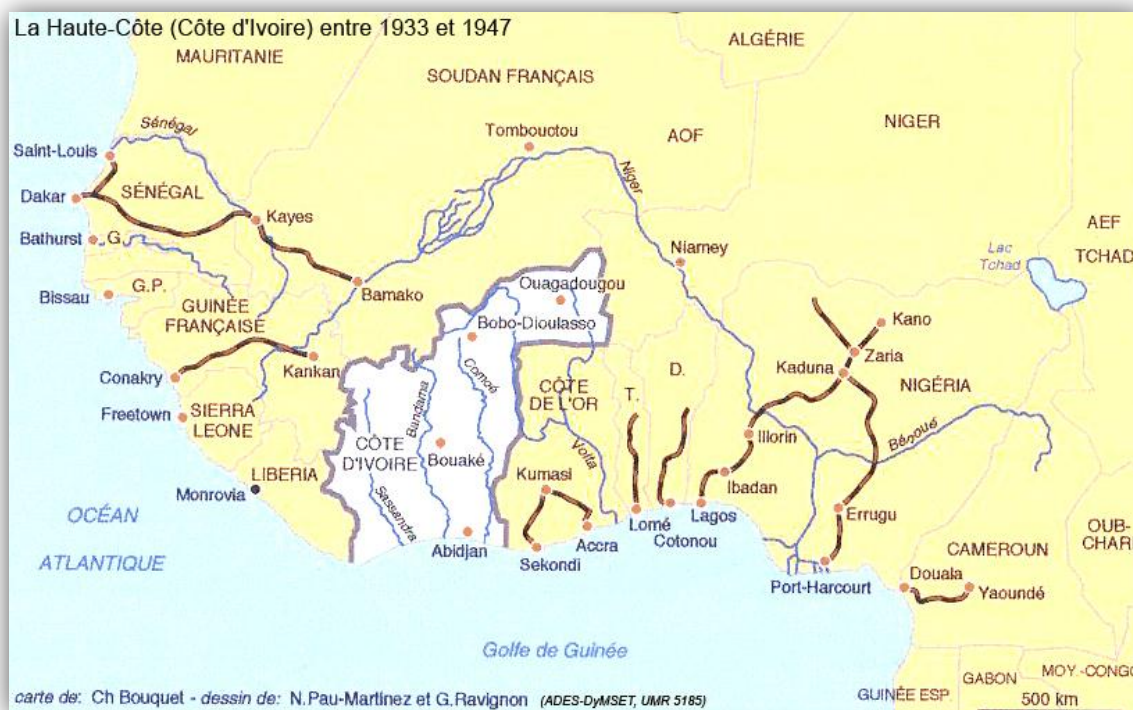 La Haute-Côte (Côte d'Ivoire) entre 1933 et 1947
MAURITANIE
ALGÉRIE
SOUDAN FRANÇAIS
Sénégal
Tombouctou
AOF
NIGER
Saint-Louis
Niger
Dakar
SÉNÉGAL
Kayes
AEF
TCHAD
Bathurst
G.
Niamey
Lac
Tchad
Bissau
G.P.
Bamako
Ouagadougou
GUINÉE
FRANÇAISE
Bobo-Dioulasso
Kano
Zaria
Conakry
Kankan
Comoé
Kaduna
NIGÉRIA
CÔTE
DE L'OR
D.
T.
Freetown
SIERRA
LEONE
Bandama
Illorin
Bénoué
CÔTE
D'IVOIRE
Bouaké
Volta
LIBERIA
Kumasi
Ibadan
Monrovia
Sassandra
Errugu
OCÉAN
ATLANTIQUE
Abidjan
Sekondi
Accra
Lomé
Cotonou
Lagos
OUB-
CHARI
CAMEROUN
Port-Harcourt
Douala
Yaoundé
Golfe de Guinée
GUINÉE ESP.
GABON
MOY.-CONGO
500 km
carte de: Ch Bouquet - dessin de: N.Pau-Martinez et G.Ravignon (ADES-DyMSET, UMR 5185)